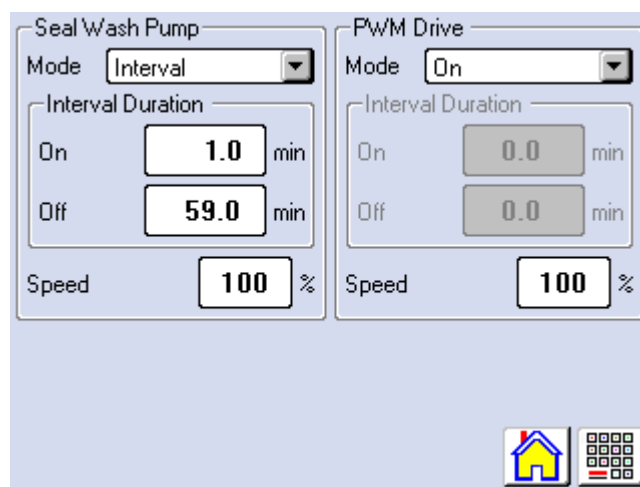 Seal Wash Pump
Mode Interval
Interval Duration
On 1.0 min
Off 59.0 min
Speed 100 %
PWM Drive
Mode On
Interval Duration
On 0.0 min
Off 0.0 min
Speed 100 %